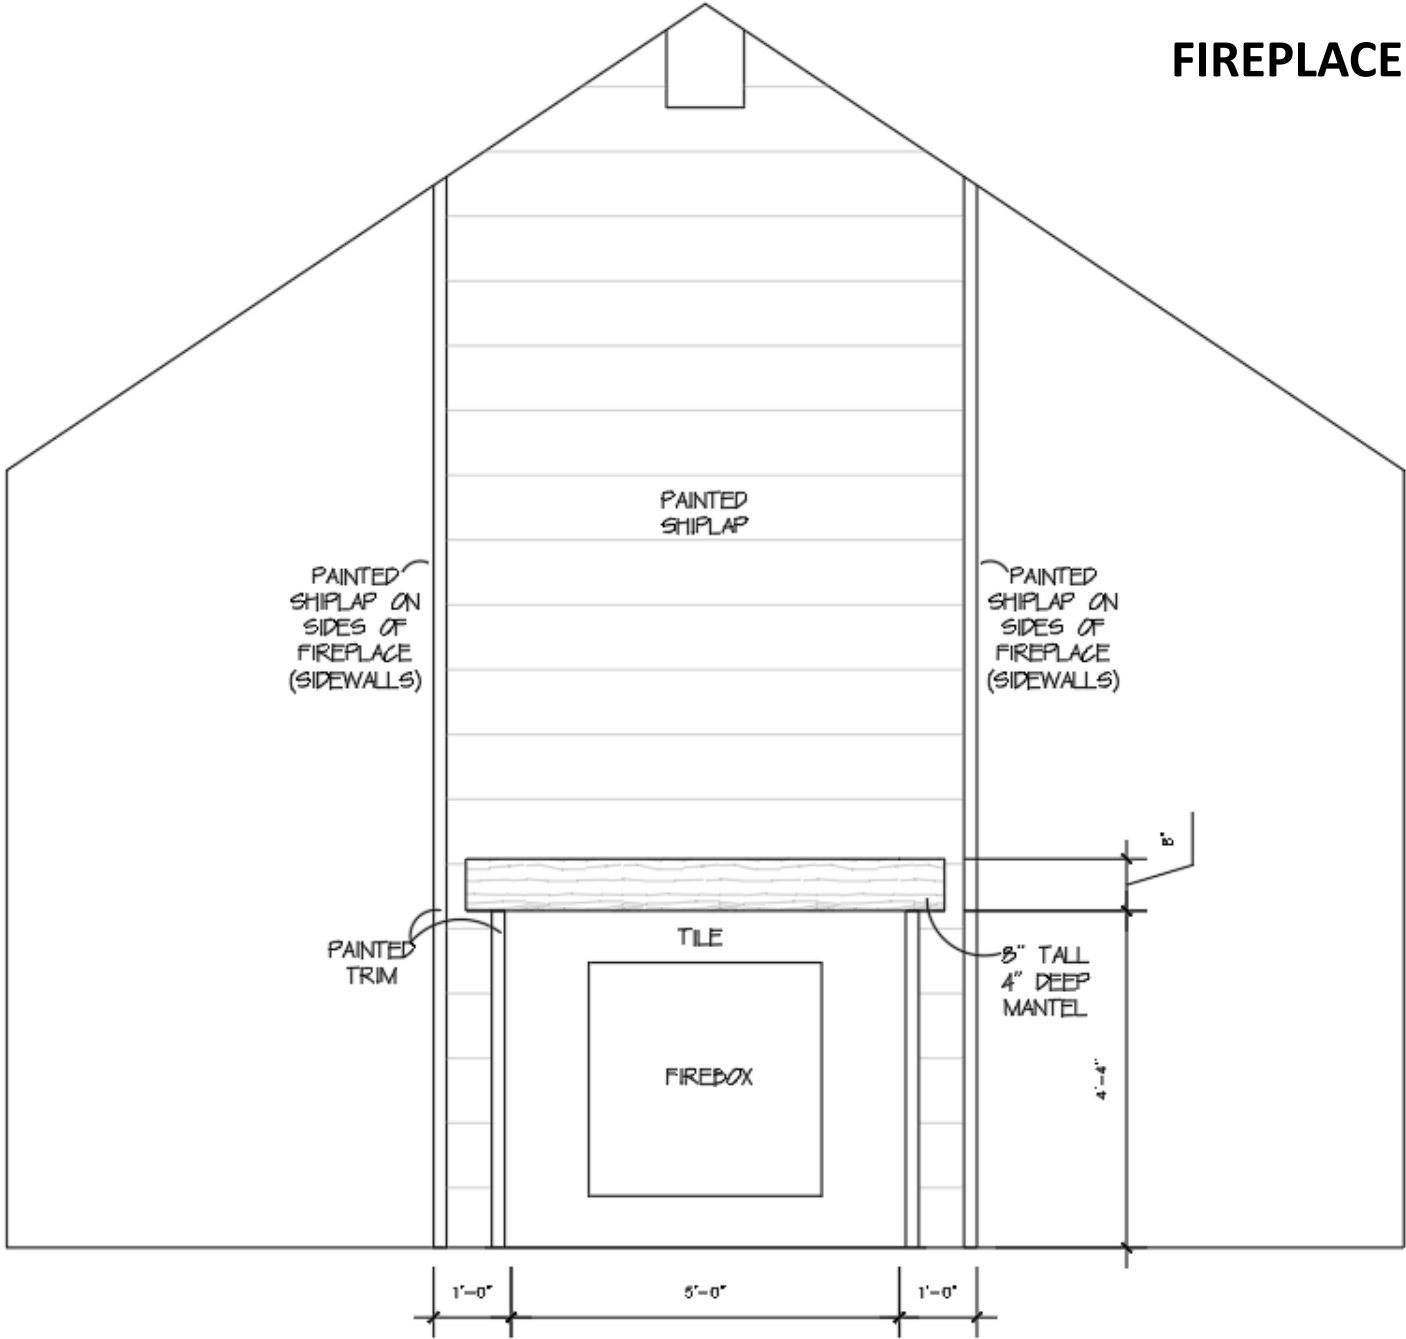 FIREPLACE
PAINTED
SHIPLAP
PAINTED
SHIPLAP ON
SIDES OF
FIREPLACE
(SIDEWALLS)
PAINTED
SHIPLAP ON
SIDES OF
FIREPLACE
(SIDEWALLS)
8"
PAINTED
TRIM
TILE
8" TALL
4" DEEP
MANTEL
FIREBOX
4'-4"
1'-0"
5'-0"
1'-0"